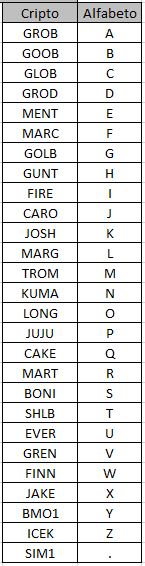 Cripto Alfabeto
GROB A
GOOB B
GLOB C
GROD D
MENT E
MARC F
GOLB G
GUNT H
FIRE I
CARO J
JOSH K
MARG L
TROM M
KUMA N
LONG O
JUJU P
CAKE Q
MART R
BONI S
SHLB T
EVER U
GREN V
FINN W
JAKE X
BMO1 Y
ICEK Z
SIM1 .